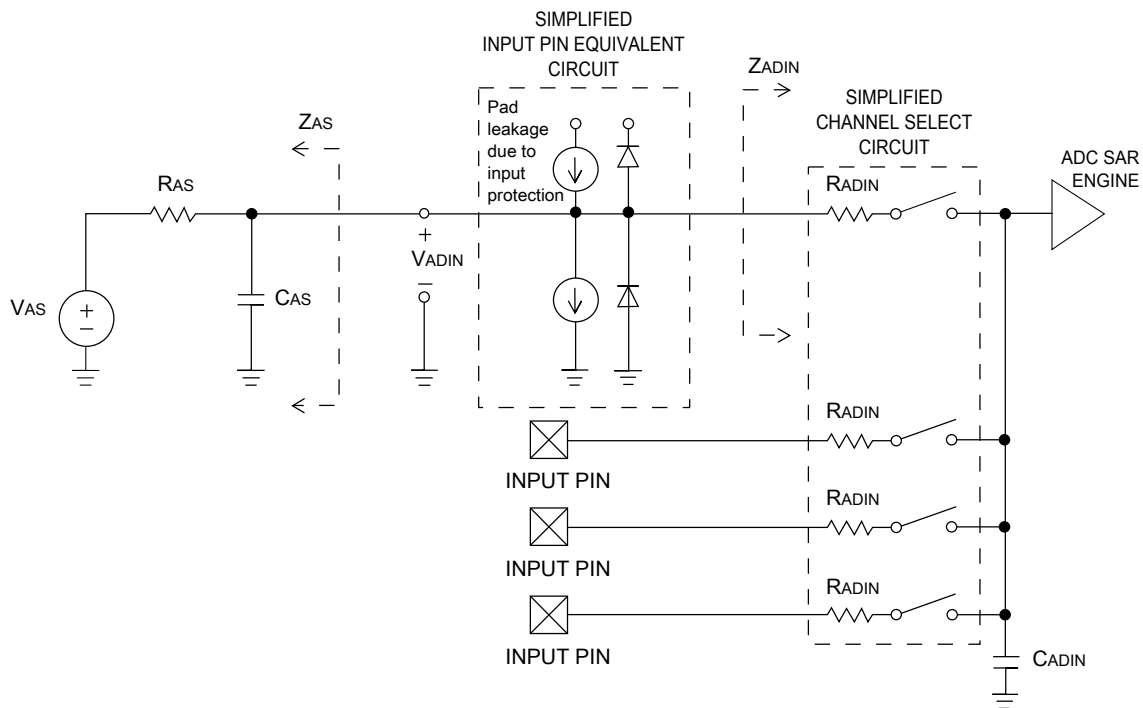 SIMPLIFIED
INPUT PIN EQUIVALENT
CIRCUIT
Pad
leakage
due to
input
protection
ZAS
RAS
VAS
+
−
CAS
+
VADIN
−
ZADIN
SIMPLIFIED
CHANNEL SELECT
CIRCUIT
RADIN
ADC SAR
ENGINE
RADIN
INPUT PIN
RADIN
INPUT PIN
RADIN
INPUT PIN
CADIN